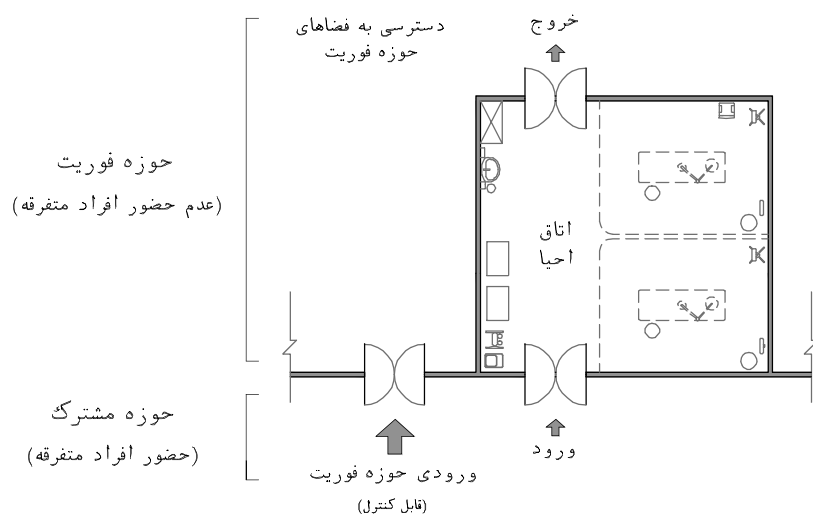 خروج
دسترسی به فضاهای
حوزه فوریت
حوزه فوریت
(عدم حضور افراد متفرقه)
اتاق
احیا
حوزه مشترک
(حضور افراد متفرقه)
ورود
ورودی حوزه فوریت
(قابل کنترل)